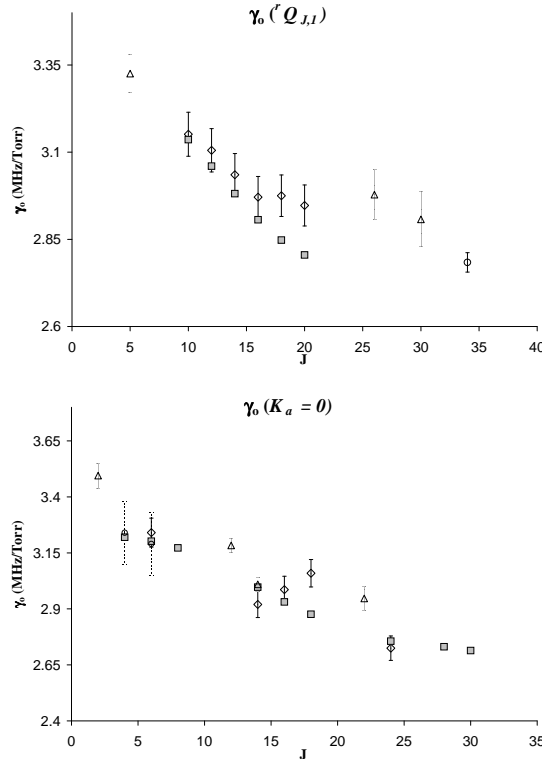 γₒ (ʳQ_J,1)
3.35
3.1
2.85
2.6
γₒ (MHz/Torr)
0 5 10 15 20 25 30 35 40
J
γₒ (K_a = 0)
3.65
3.4
3.15
2.9
2.65
2.4
γₒ (MHz/Torr)
0 5 10 15 20 25 30 35
J